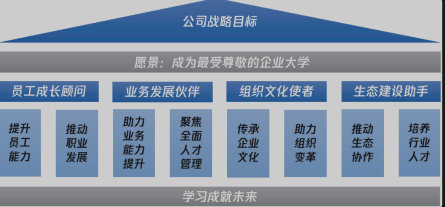 公司战略目标
愿景：成为最受尊敬的企业大学
员工成长顾问 业务发展伙伴 组织文化使者 生态建设助手
提升员工能力
推动职业发展
助力业务能力提升
聚焦全面人才管理
传承企业文化
助力组织变革
推动生态协作
培养行业人才
学习成就未来